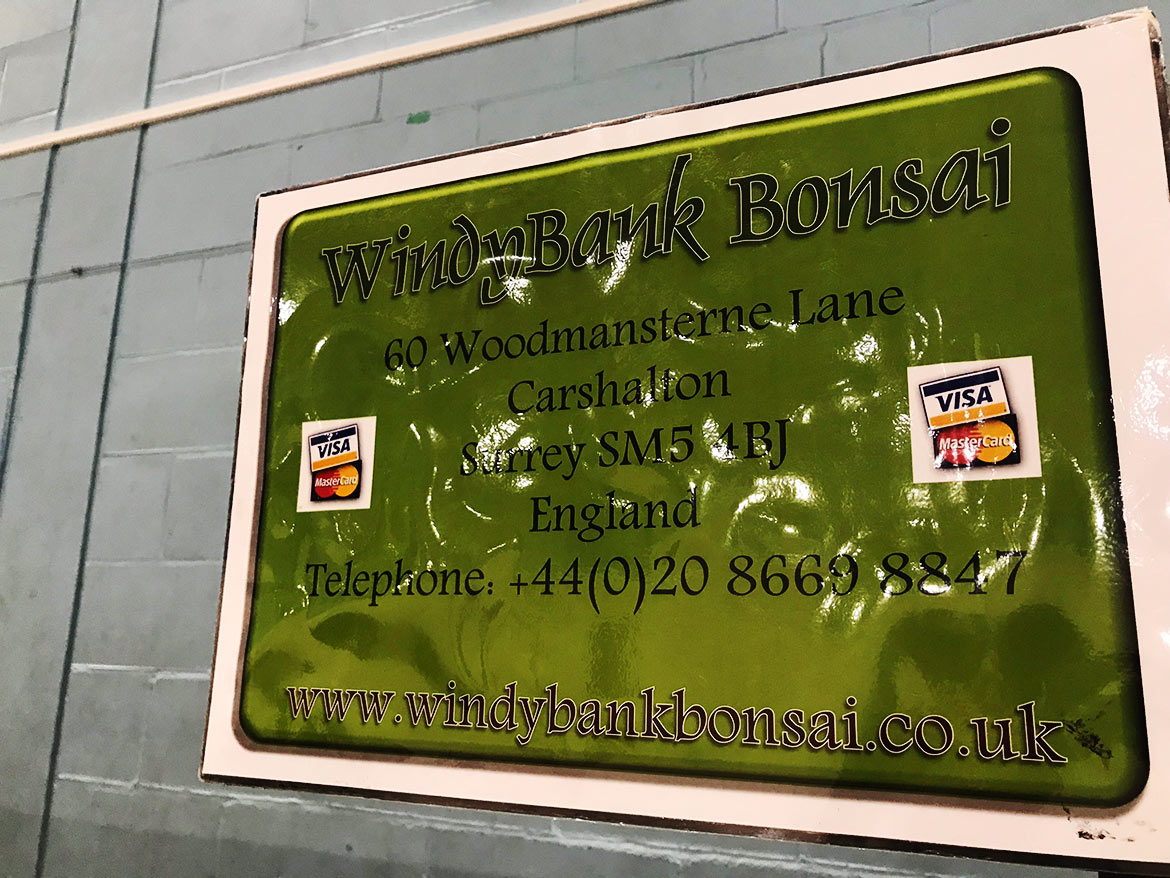 WindyBank Bonsai
60 Woodmansterne Lane
Carshalton
Surrey SM5 4BJ
England
Telephone: +44(0)20 8669 8847
VISA
MasterCard
VISA
MasterCard
www.windybankbonsai.co.uk